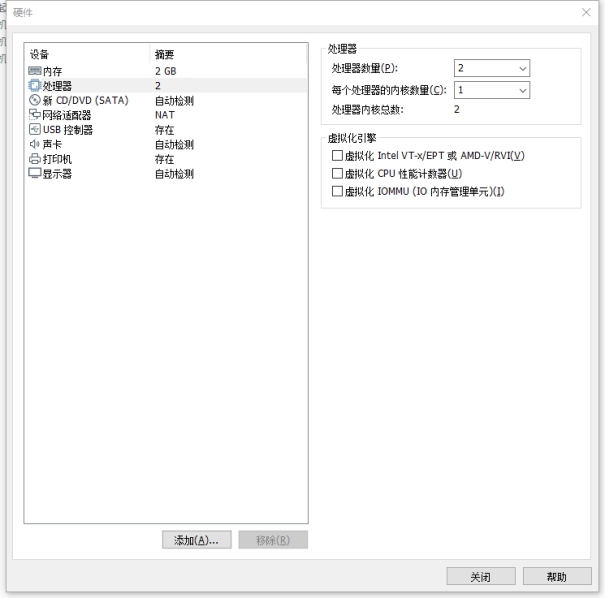 硬件
设备 摘要
内存 2 GB
处理器 2
新 CD/DVD (SATA) 自动检测
网络适配器 NAT
USB 控制器 存在
声卡 自动检测
打印机 存在
显示器 自动检测
处理器
处理器数量(P): 2
每个处理器的内核数量(C): 1
处理器内核总数: 2
虚拟化引擎
虚拟化 Intel VT-x/EPT 或 AMD-V/RVI(V)
虚拟化 CPU 性能计数器(U)
虚拟化 IOMMU (IO 内存管理单元)(I)
添加(A)... 移除(R)
关闭 帮助